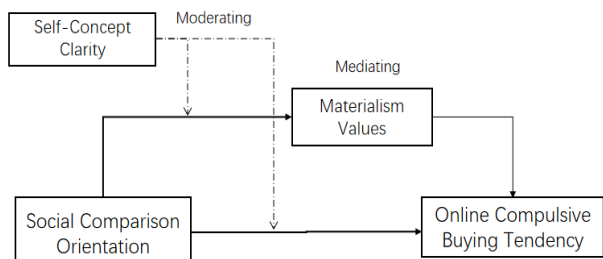 Self-Concept
Clarity
Moderating
Mediating
Materialism
Values
Social Comparison
Orientation
Online Compulsive
Buying Tendency